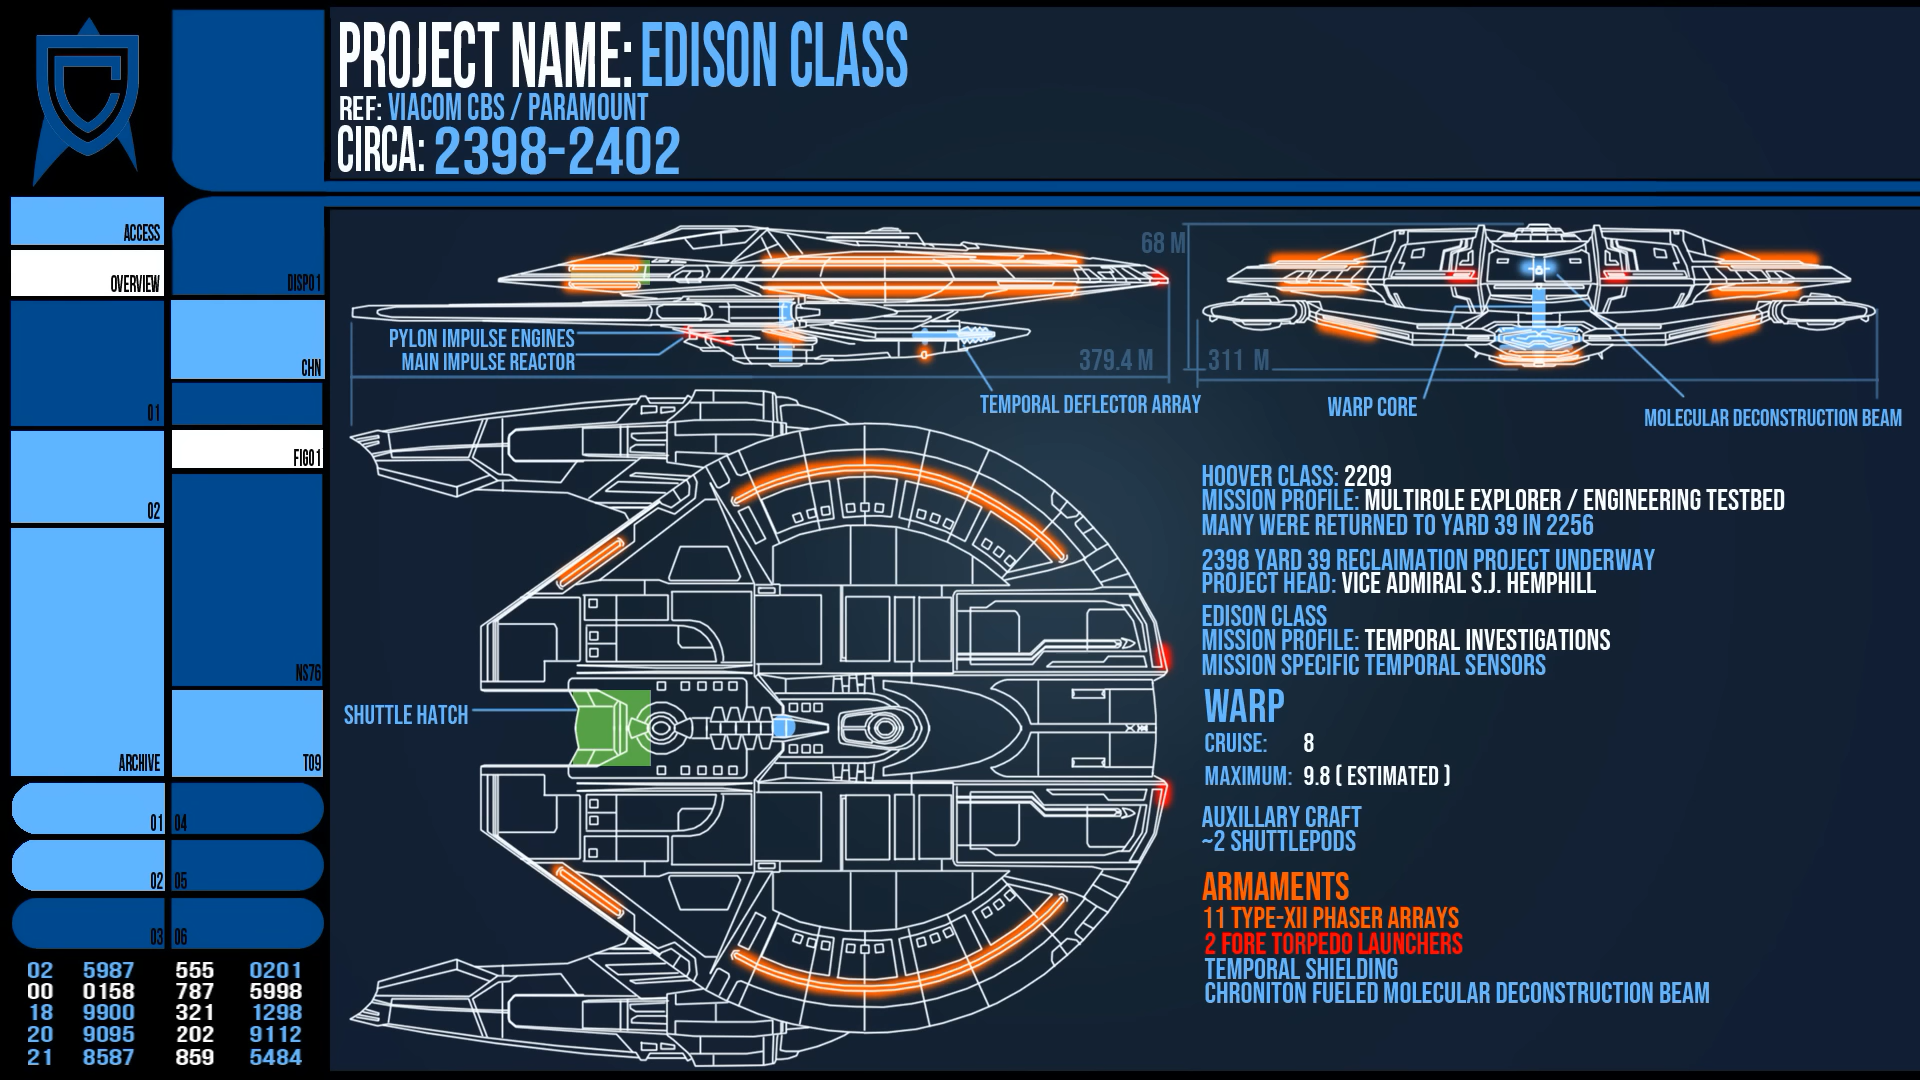 PROJECT NAME: EDISON CLASS
REF: VIACOM CBS / PARAMOUNT
CIRCA: 2398-2402
ACCESS
OVERVIEW
01
02
ARCHIVE
01
02
03
DISP01
CHN
FIG01
NS76
T09
04
05
06
02 5987 555 0201
00 0158 787 5998
18 9900 321 1298
20 9095 202 9112
21 8587 859 5484
68 M
PYLON IMPULSE ENGINES
MAIN IMPULSE REACTOR
379.4 M
311 M
TEMPORAL DEFLECTOR ARRAY
WARP CORE
MOLECULAR DECONSTRUCTION BEAM
SHUTTLE HATCH
HOOVER CLASS: 2209
MISSION PROFILE: MULTIROLE EXPLORER / ENGINEERING TESTBED
MANY WERE RETURNED TO YARD 39 IN 2256
2398 YARD 39 RECLAIMATION PROJECT UNDERWAY
PROJECT HEAD: VICE ADMIRAL S.J. HEMPHILL
EDISON CLASS
MISSION PROFILE: TEMPORAL INVESTIGATIONS
MISSION SPECIFIC TEMPORAL SENSORS
WARP
CRUISE: 8
MAXIMUM: 9.8 ( ESTIMATED )
AUXILLARY CRAFT
~2 SHUTTLEPODS
ARMAMENTS
11 TYPE-XII PHASER ARRAYS
2 FORE TORPEDO LAUNCHERS
TEMPORAL SHIELDING
CHRONITON FUELED MOLECULAR DECONSTRUCTION BEAM